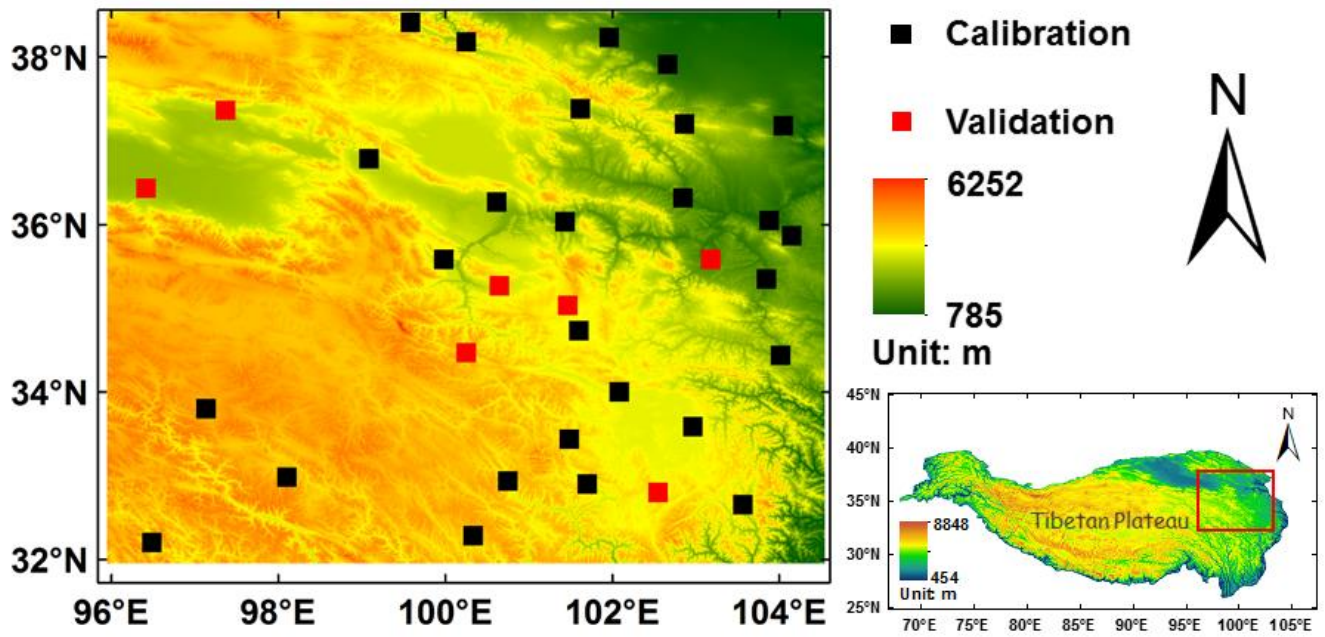 38°N
36°N
34°N
32°N
96°E 98°E 100°E 102°E 104°E
Calibration
Validation
6252
785
Unit: m
N
45°N
40°N
35°N
30°N
25°N
N
Tibetan Plateau
8848
454
Unit: m
70°E 75°E 80°E 85°E 90°E 95°E 100°E 105°E